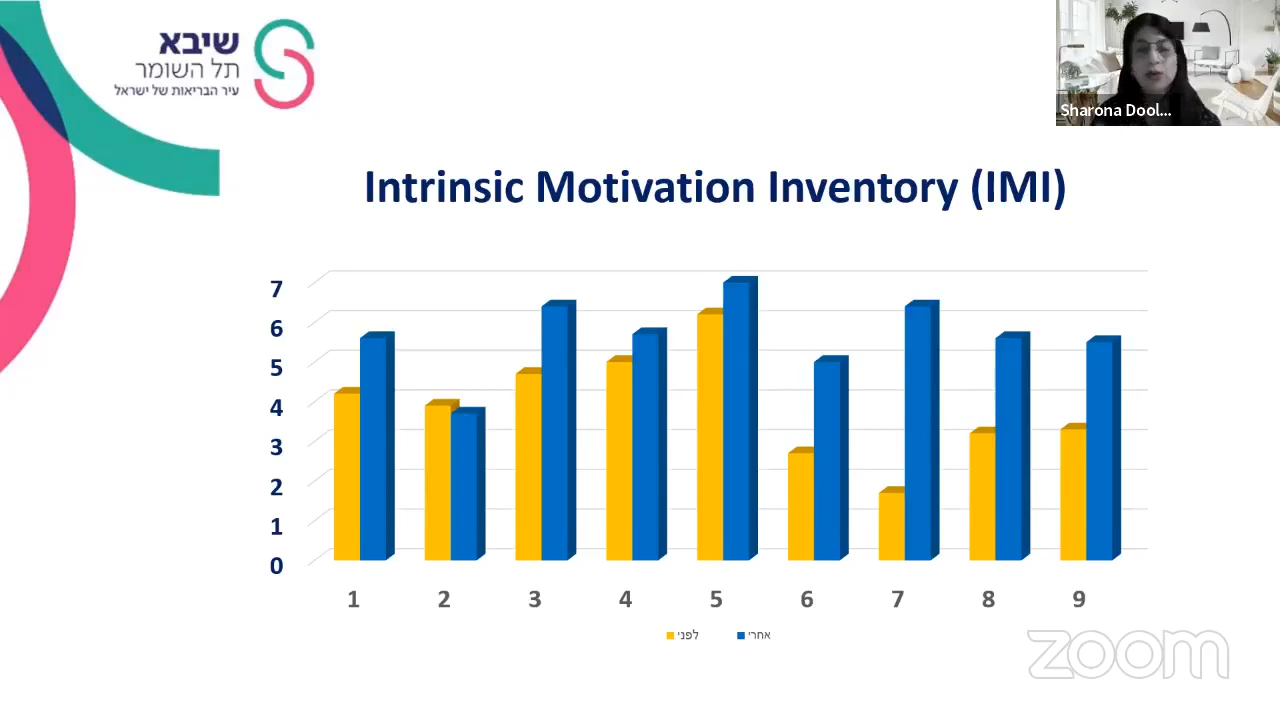 שיבא
תל השומר
עיר הבריאות של ישראל
Sharona Dool...
Intrinsic Motivation Inventory (IMI)
7
6
5
4
3
2
1
0
1 2 3 4 5 6 7 8 9
לפני אחרי
zoom